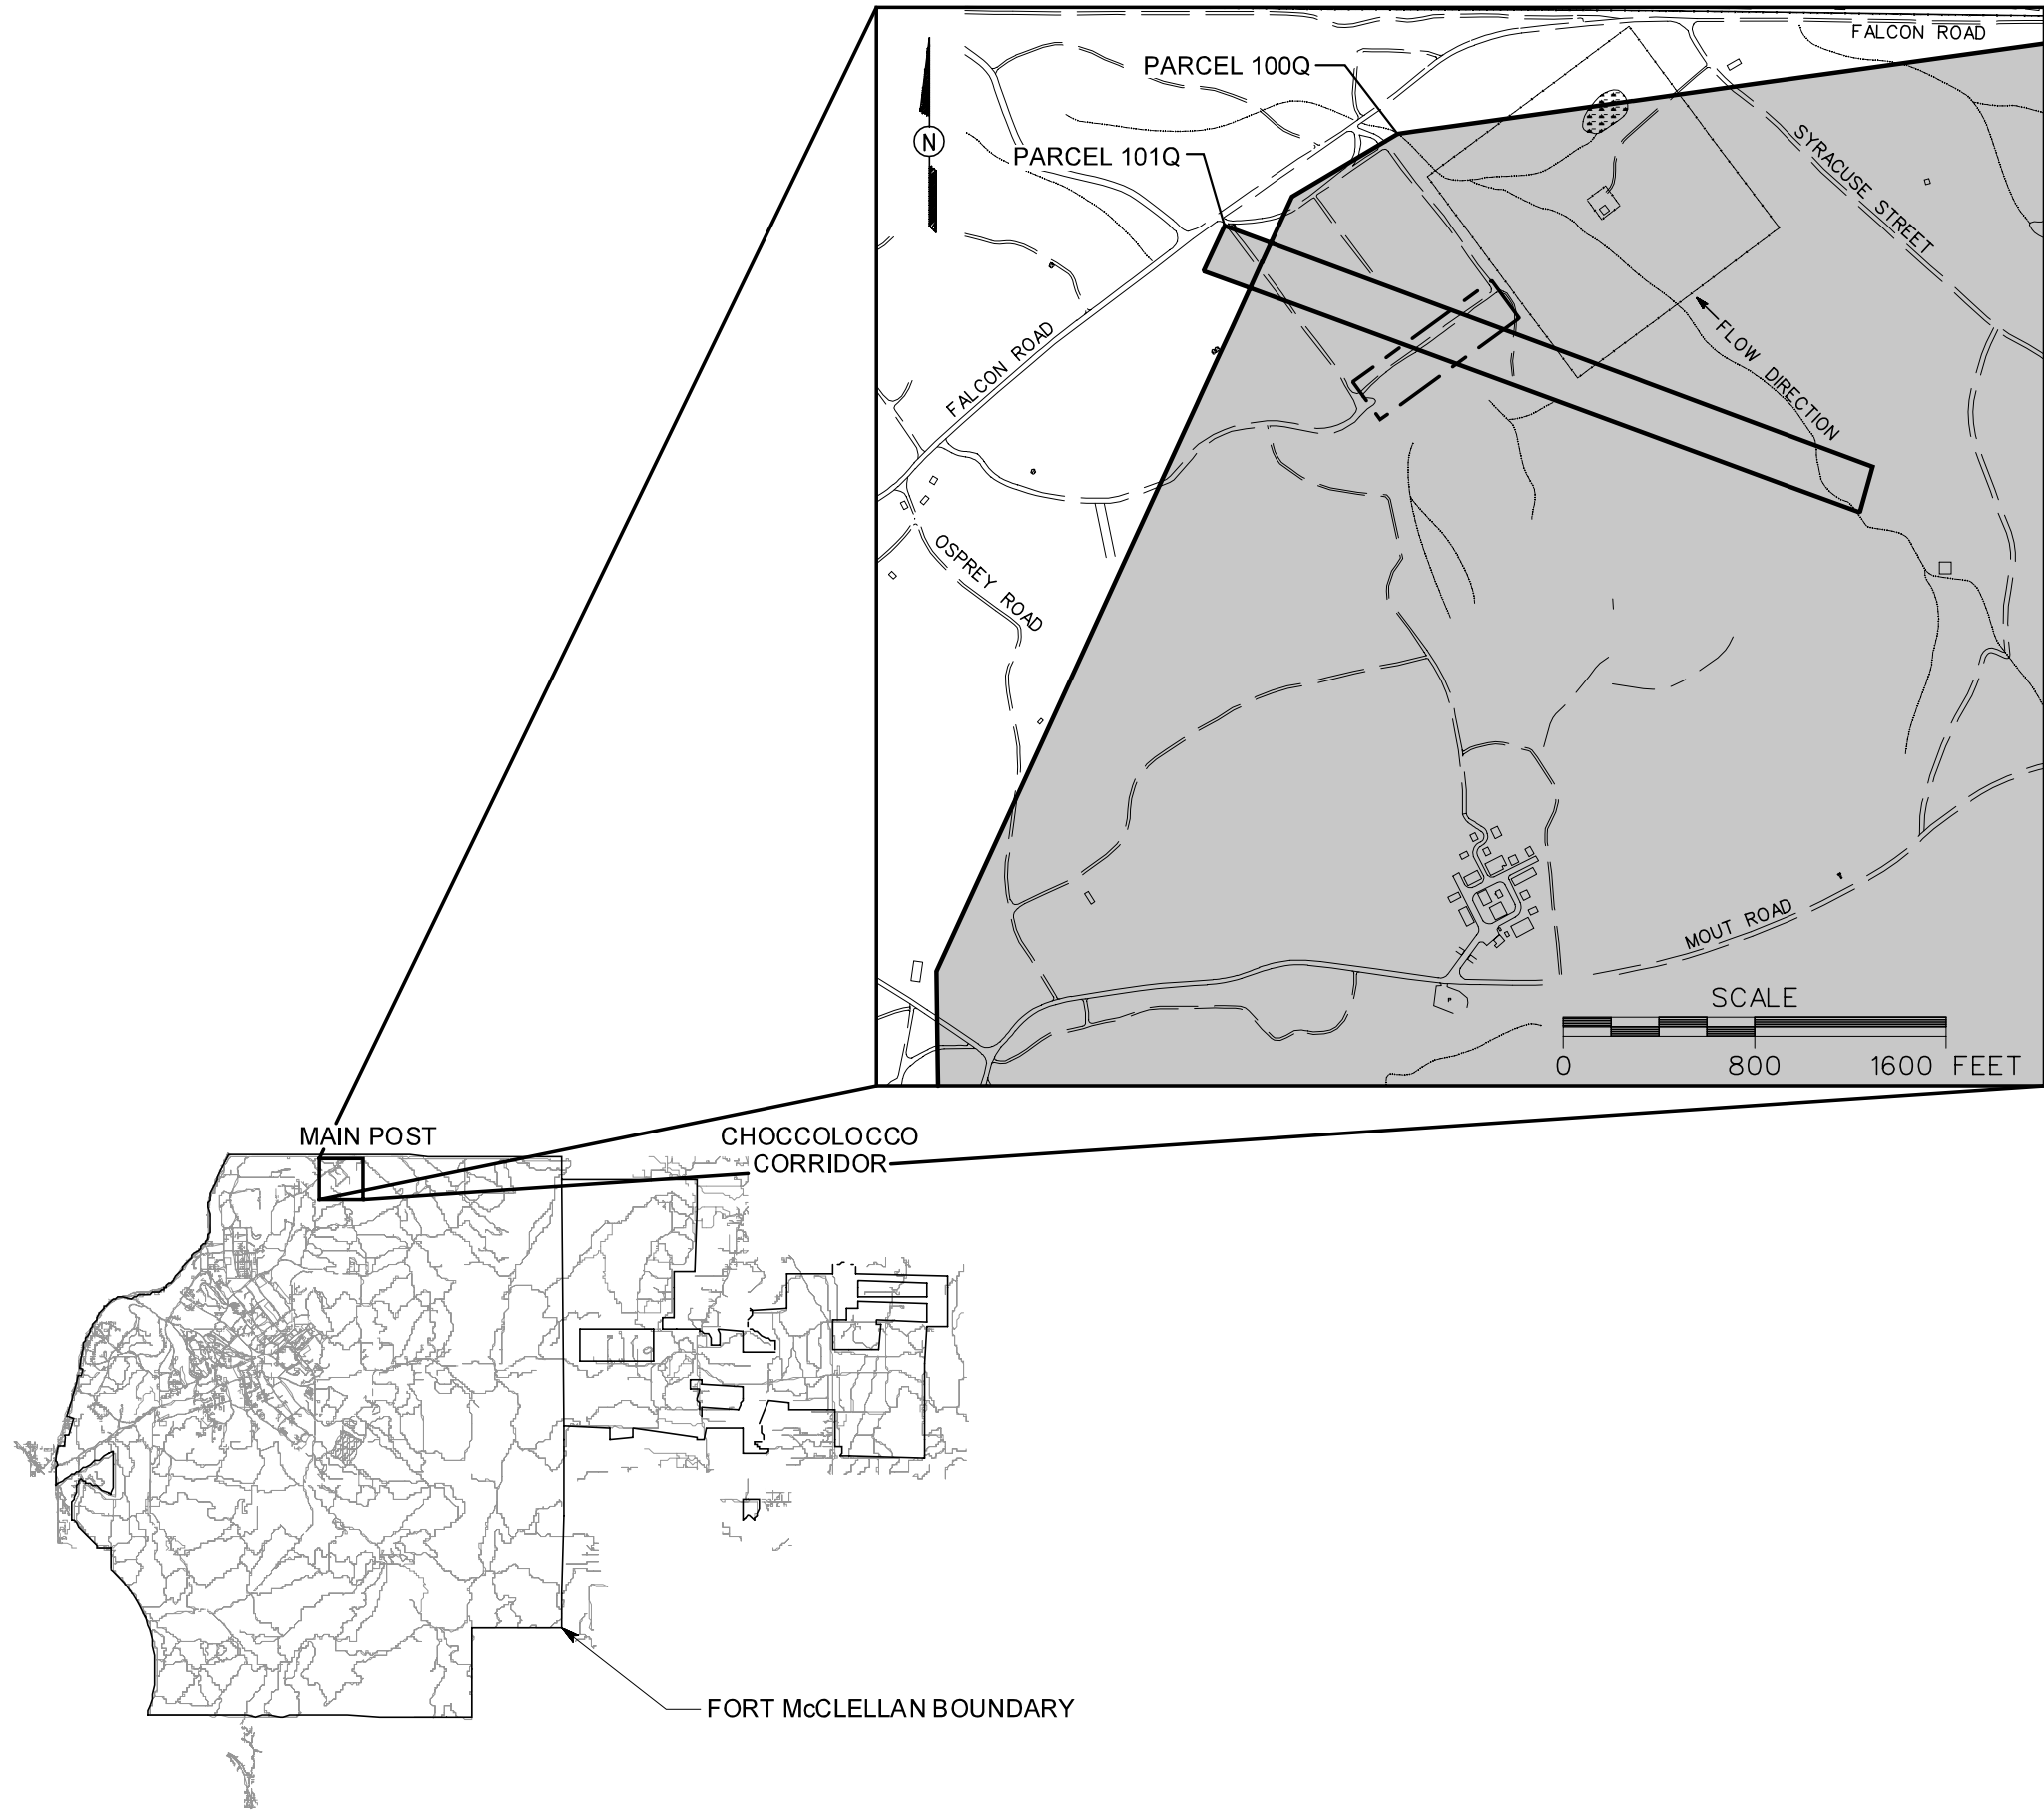 FALCON ROAD
PARCEL 100Q
N
PARCEL 101Q
SYRACUSE STREET
FALCON ROAD
FLOW DIRECTION
OSPREY ROAD
MOUT ROAD
SCALE
0 800 1600 FEET
MAIN POST
CHOCCOLOCCO
CORRIDOR
FORT McCLELLAN BOUNDARY